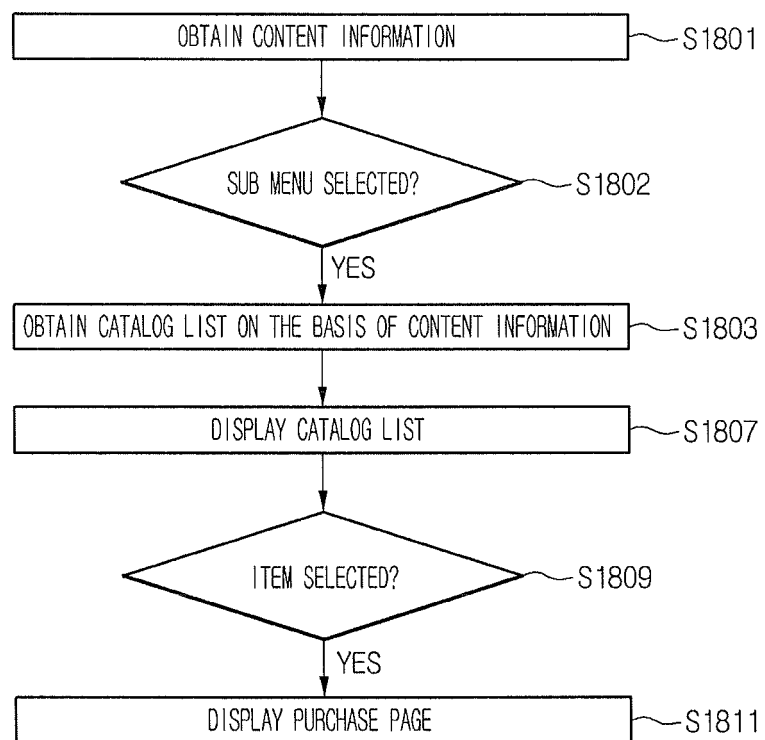 OBTAIN CONTENT INFORMATION S1801
SUB MENU SELECTED? S1802
YES
OBTAIN CATALOG LIST ON THE BASIS OF CONTENT INFORMATION S1803
DISPLAY CATALOG LIST S1807
ITEM SELECTED? S1809
YES
DISPLAY PURCHASE PAGE S1811